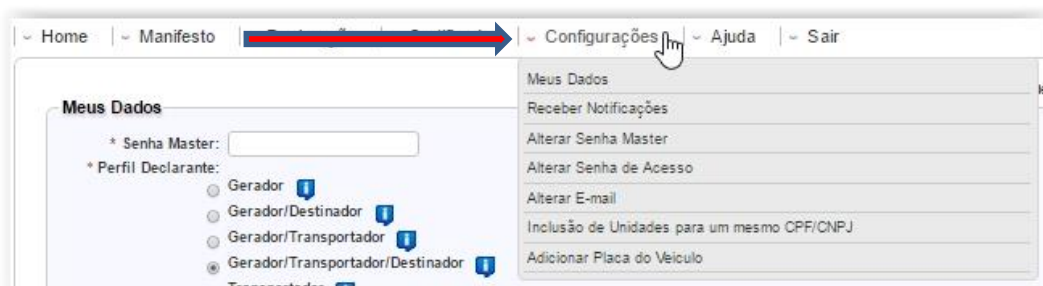 Home Manifesto Configurações Ajuda Sair
Meus Dados
Receber Notificações
Alterar Senha Master
Alterar Senha de Acesso
Alterar E-mail
Inclusão de Unidades para um mesmo CPF/CNPJ
Adicionar Placa do Veiculo
Meus Dados
* Senha Master:
* Perfil Declarante:
Gerador
Gerador/Destinador
Gerador/Transportador
Gerador/Transportador/Destinador